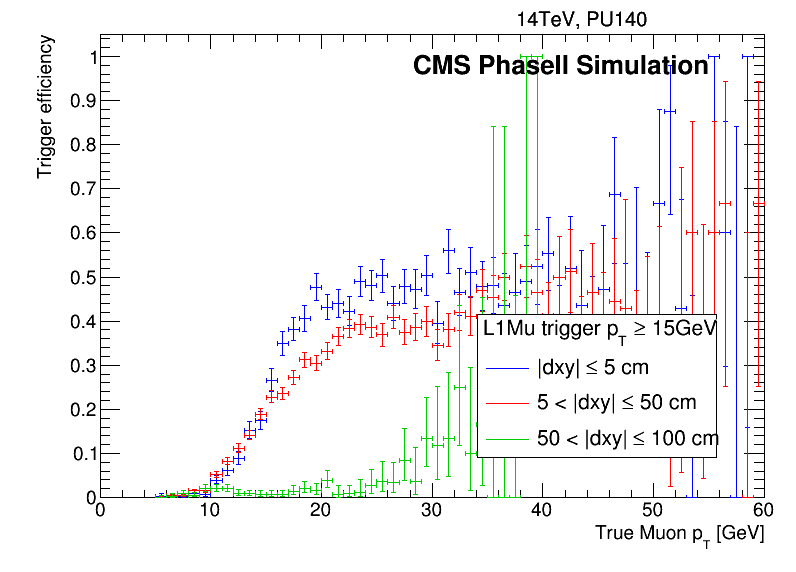 14TeV, PU140
CMS PhaseII Simulation
Trigger efficiency
1
0.9
0.8
0.7
0.6
0.5
0.4
0.3
0.2
0.1
0
L1Mu trigger p_T ≥ 15GeV
|dxy| ≤ 5 cm
5 < |dxy| ≤ 50 cm
50 < |dxy| ≤ 100 cm
0 10 20 30 40 50 60
True Muon p_T [GeV]